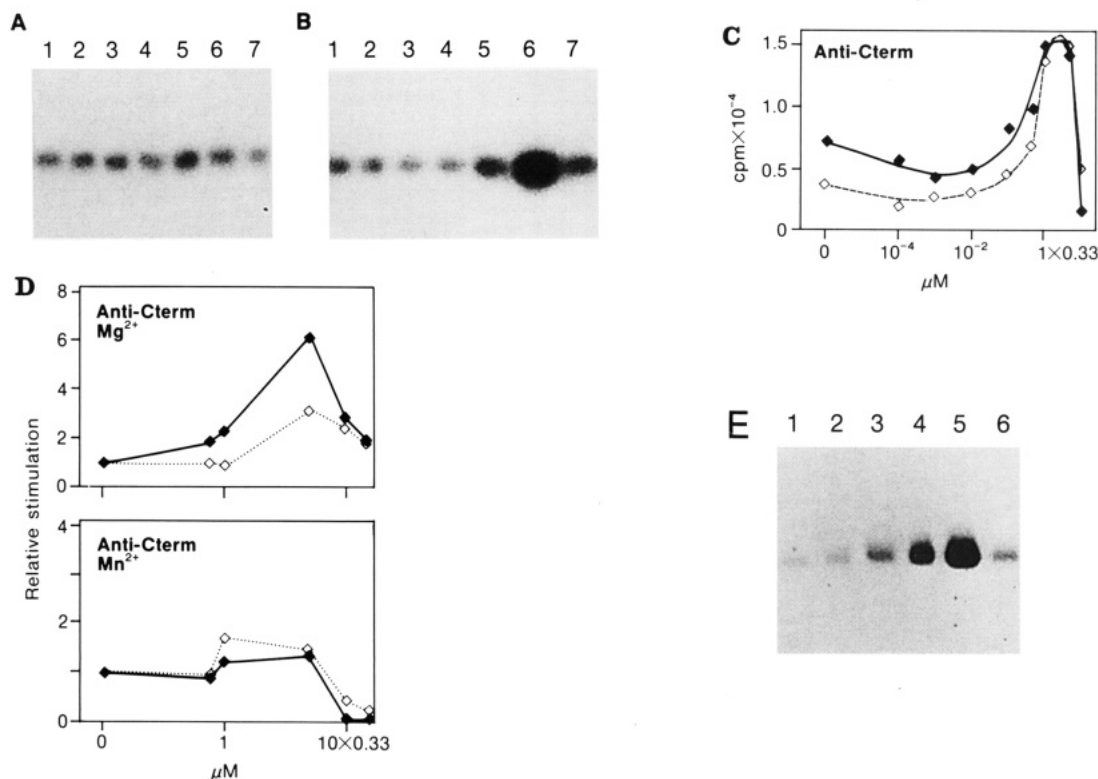 A
1 2 3 4 5 6 7
B
1 2 3 4 5 6 7
C
Anti-Cterm
1.5
1.0
0.5
0
cpm×10⁻⁴
0 10⁻⁴ 10⁻² 1×0.33
μM
D
Anti-Cterm
Mg²⁺
8
6
4
2
0
Relative stimulation
Anti-Cterm
Mn²⁺
4
2
1
0
0 1 10×0.33
μM
E
1 2 3 4 5 6